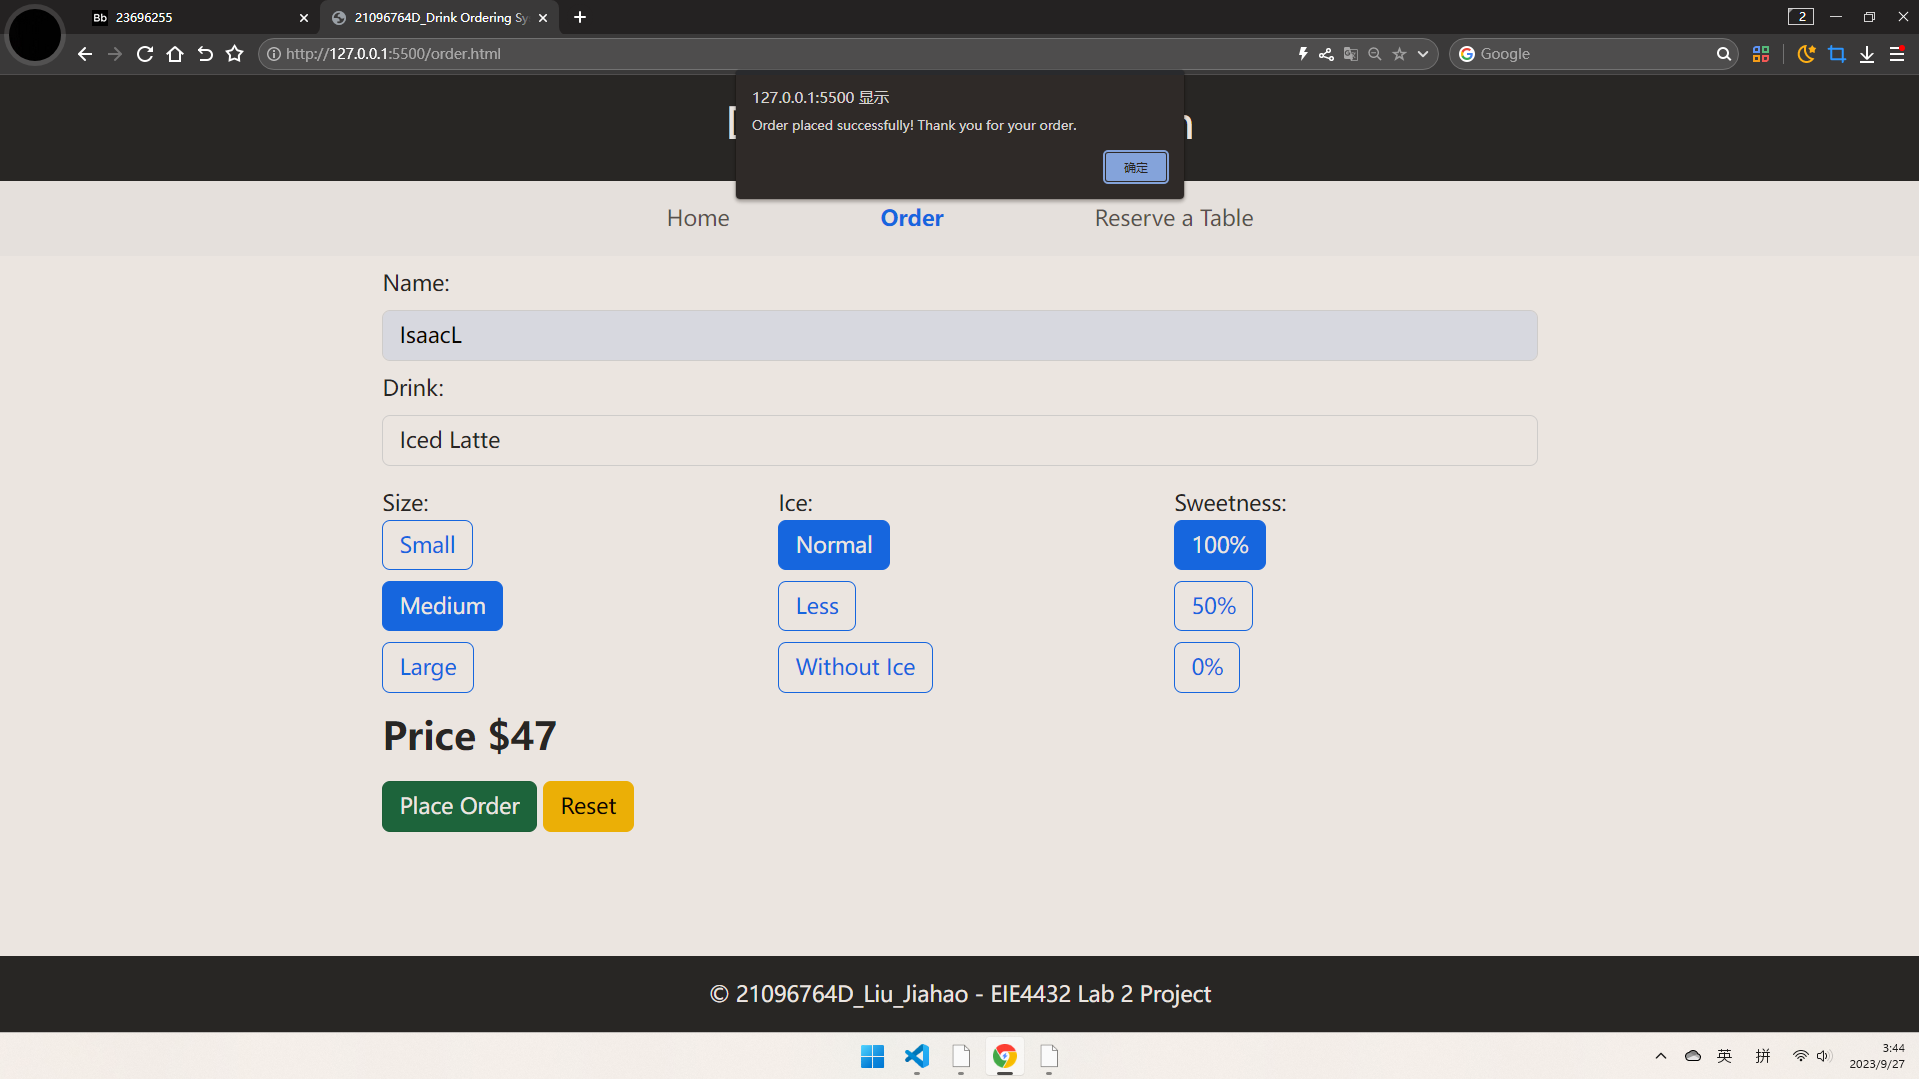 23696255
21096764D_Drink Ordering Sy
2
http://127.0.0.1:5500/order.html
Google
127.0.0.1:5500 显示
Order placed successfully! Thank you for your order.
确定
Home
Order
Reserve a Table
Name:
IsaacL
Drink:
Iced Latte
Size:
Small
Medium
Large
Ice:
Normal
Less
Without Ice
Sweetness:
100%
50%
0%
Price $47
Place Order
Reset
© 21096764D_Liu_Jiahao - EIE4432 Lab 2 Project
英
拼
3:44
2023/9/27